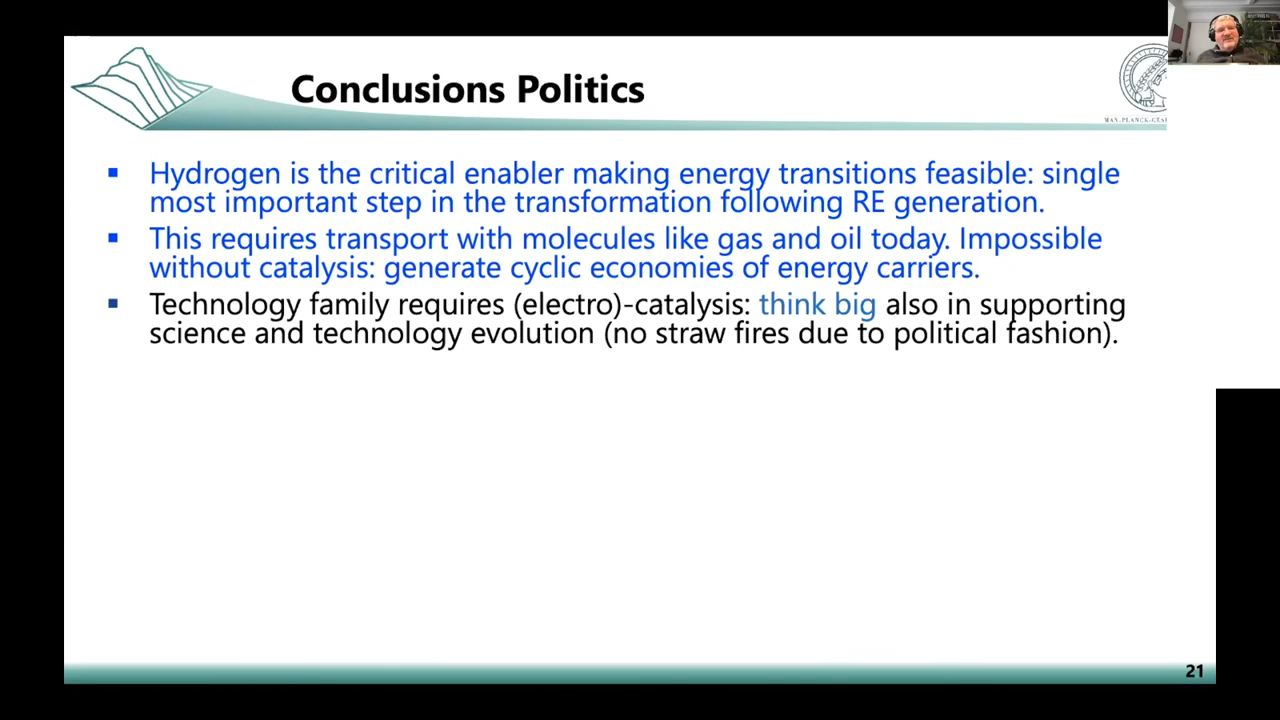 Conclusions Politics
MAX-PLANCK-GES
Hydrogen is the critical enabler making energy transitions feasible: single
most important step in the transformation following RE generation.
This requires transport with molecules like gas and oil today. Impossible
without catalysis: generate cyclic economies of energy carriers.
Technology family requires (electro)-catalysis: think big also in supporting
science and technology evolution (no straw fires due to political fashion).
21